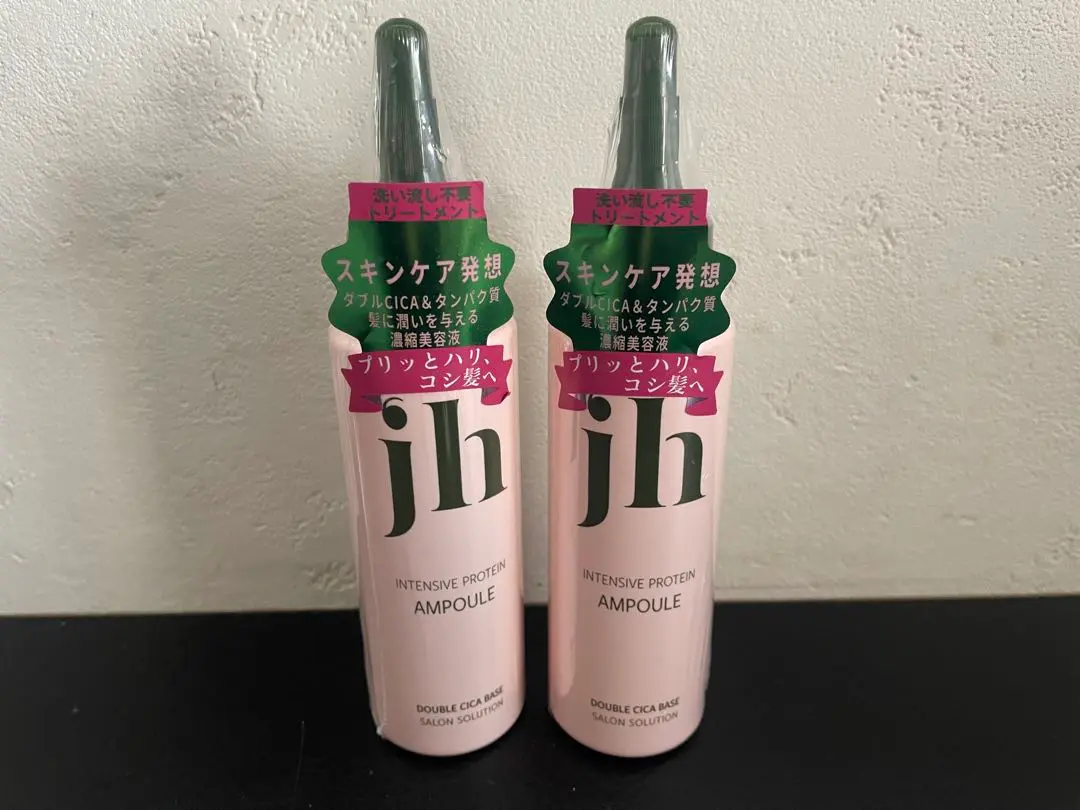 洗い流し不要
トリートメント
スキンケア発想
ダブルCICA&タンパク質
髪に潤いを与える
濃縮美容液
プリッとハリ、
コシ髪へ
jh
INTENSIVE PROTEIN
AMPOULE
DOUBLE CICA BASE
SALON SOLUTION
洗い流し不要
トリートメント
スキンケア発想
ダブルCICA&タンパク質
髪に潤いを与える
濃縮美容液
プリッとハリ、
コシ髪へ
jh
INTENSIVE PROTEIN
AMPOULE
DOUBLE CICA BASE
SALON SOLUTION